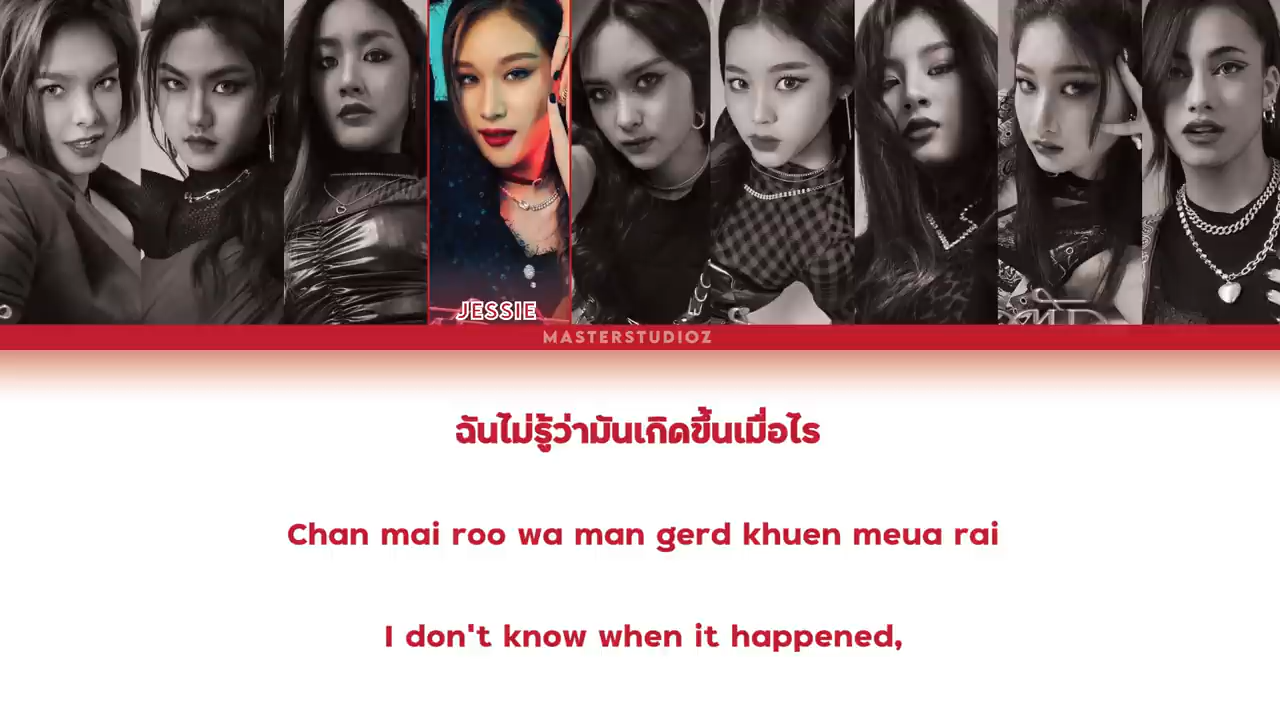 JESSIE
MASTERSTUDIOZ
ฉันไม่รู้ว่ามันเกิดขึ้นเมื่อไร
Chan mai roo wa man gerd khuen meua rai
I don't know when it happened,